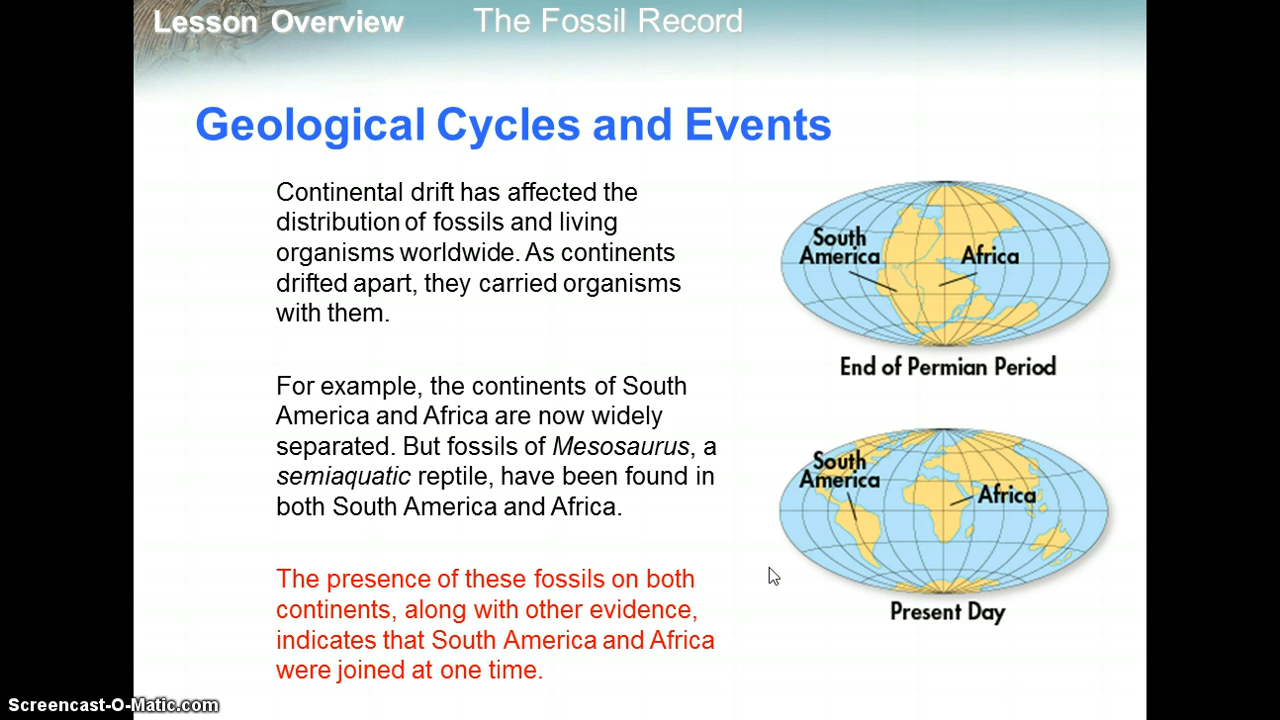 Lesson Overview The Fossil Record
Geological Cycles and Events
Continental drift has affected the
distribution of fossils and living
organisms worldwide. As continents
drifted apart, they carried organisms
with them.
For example, the continents of South
America and Africa are now widely
separated. But fossils of Mesosaurus, a
semiaquatic reptile, have been found in
both South America and Africa.
The presence of these fossils on both
continents, along with other evidence,
indicates that South America and Africa
were joined at one time.
South
America
Africa
End of Permian Period
South
America
Africa
Present Day
Screencast-O-Matic.com